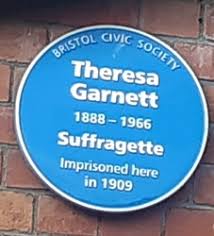 BRISTOL CIVIC SOCIETY
Theresa
Garnett
1888 – 1966
Suffragette
Imprisoned here
in 1909